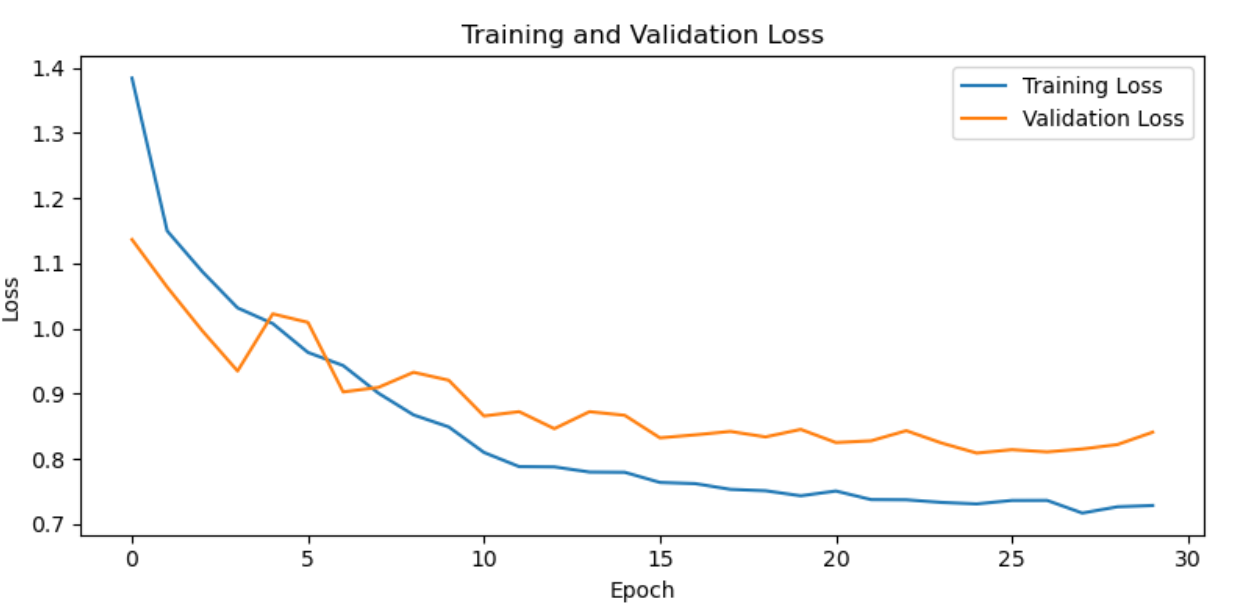 Training and Validation Loss
Training Loss
Validation Loss
1.4
1.3
1.2
1.1
1.0
0.9
0.8
0.7
Loss
0 5 10 15 20 25 30
Epoch